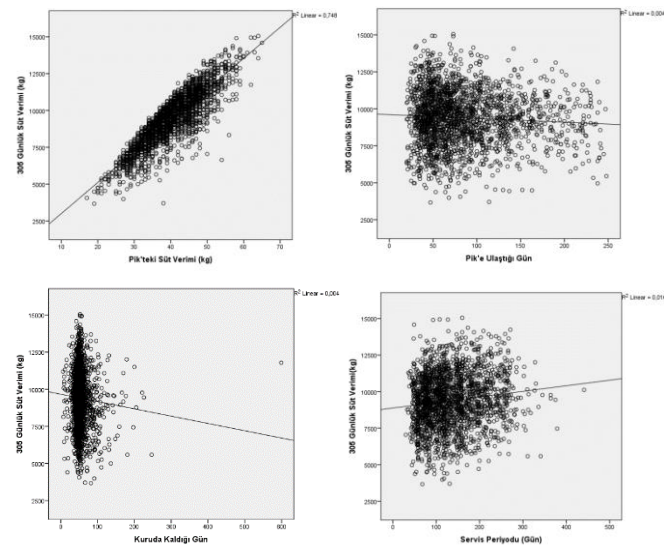 R² Linear = 0,746
15000
12500
10000
7500
5000
2500
305 Günlük Süt Verimi (kg)
10 20 30 40 50 60 70
Pik'teki Süt Verimi (kg)
R² Linear = 0,004
15000
12500
10000
7500
5000
2500
305 Günlük Süt Verimi (kg)
0 50 100 150 200 250
Pik'e Ulaştığı Gün
R² Linear = 0,004
15000
12500
10000
7500
5000
2500
305 Günlük Süt Verimi(kg)
0 100 200 300 400 500 600
Kuruda Kaldığı Gün
15000
12500
10000
7500
5000
2500
305 Günlük Süt Verimi(kg)
0 100 200 300 400 500
Servis Periyodu (Gün)